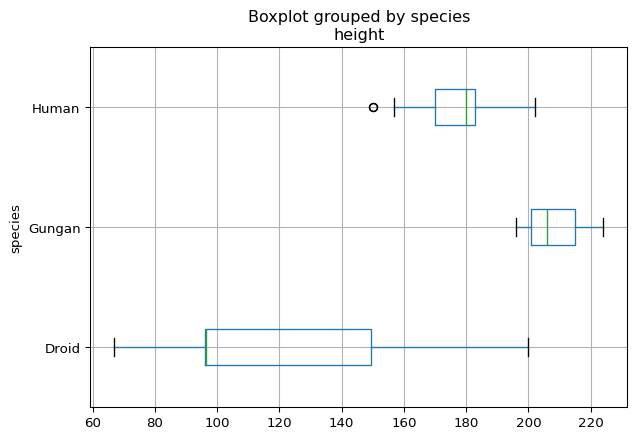 Boxplot grouped by species
height
Human
Gungan
Droid
species
60 80 100 120 140 160 180 200 220